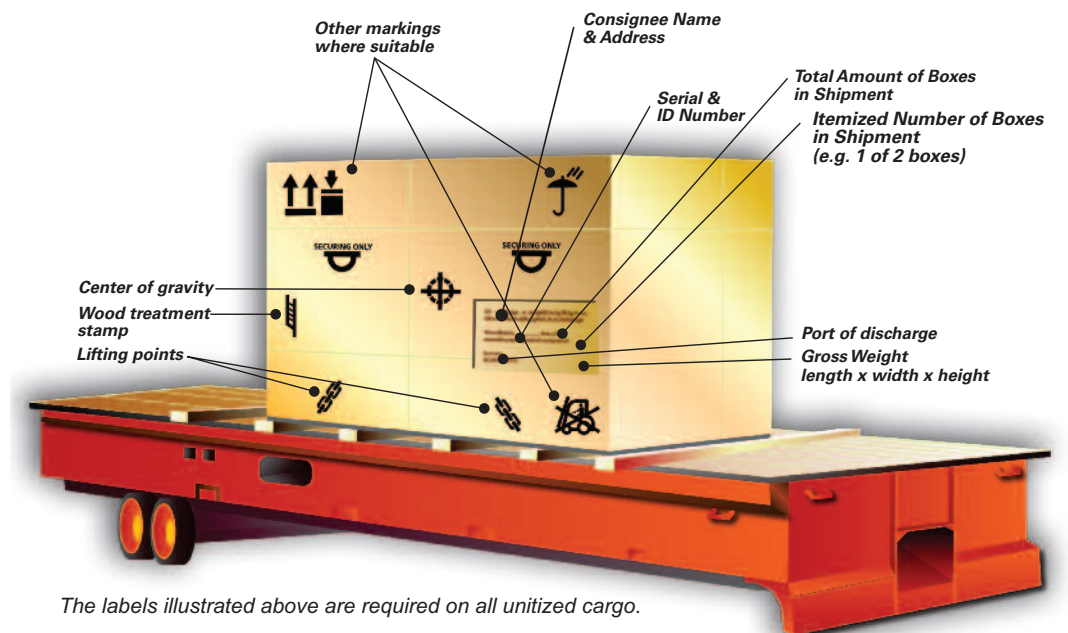 Other markings
where suitable
Consignee Name
& Address
Serial &
ID Number
Total Amount of Boxes
in Shipment
Itemized Number of Boxes
in Shipment
(e.g. 1 of 2 boxes)
SECURING ONLY
SECURING ONLY
Center of gravity
Wood treatment
stamp
Lifting points
Port of discharge
Gross Weight
length x width x height
The labels illustrated above are required on all unitized cargo.